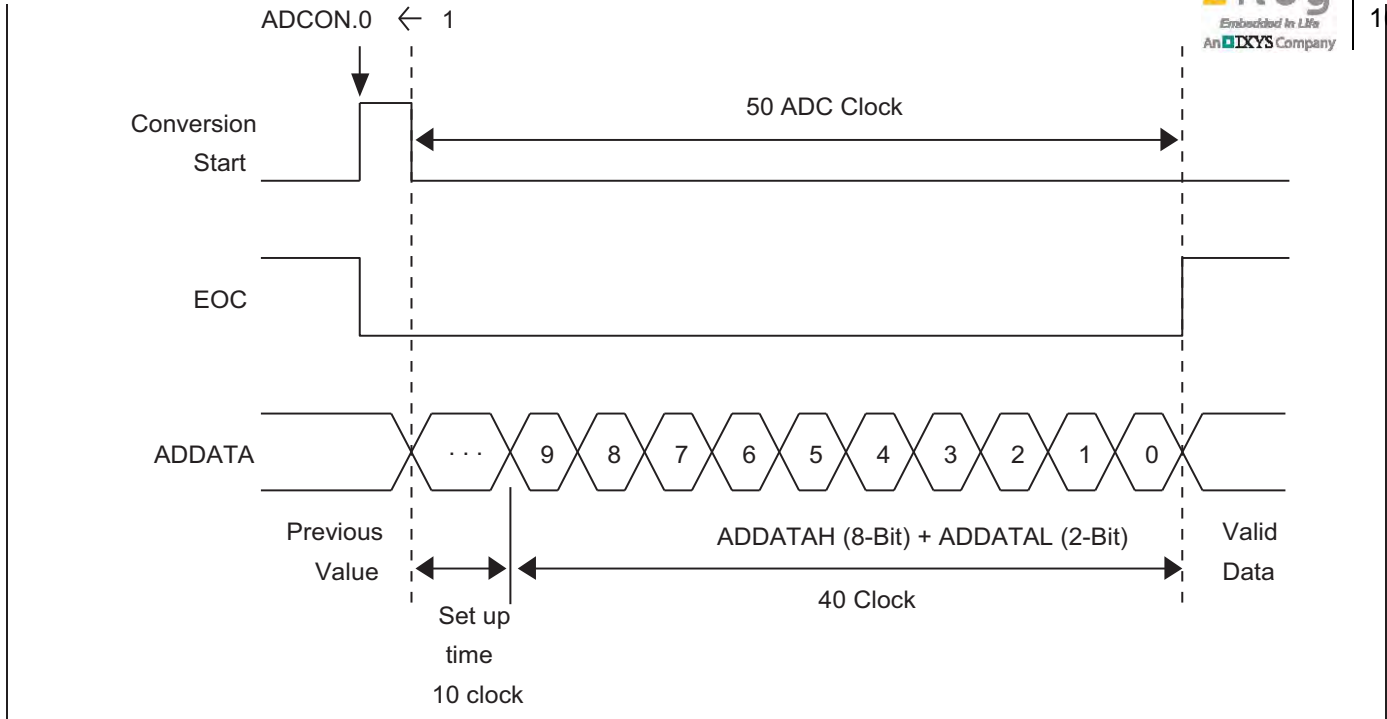 ADCON.0 ← 1
Embedded in Life
An IXYS Company
50 ADC Clock
Conversion
Start
EOC
ADDATA
· · · 9 8 7 6 5 4 3 2 1 0
Previous
Value
ADDATAH (8-Bit) + ADDATAL (2-Bit)
Valid
Data
40 Clock
Set up
time
10 clock